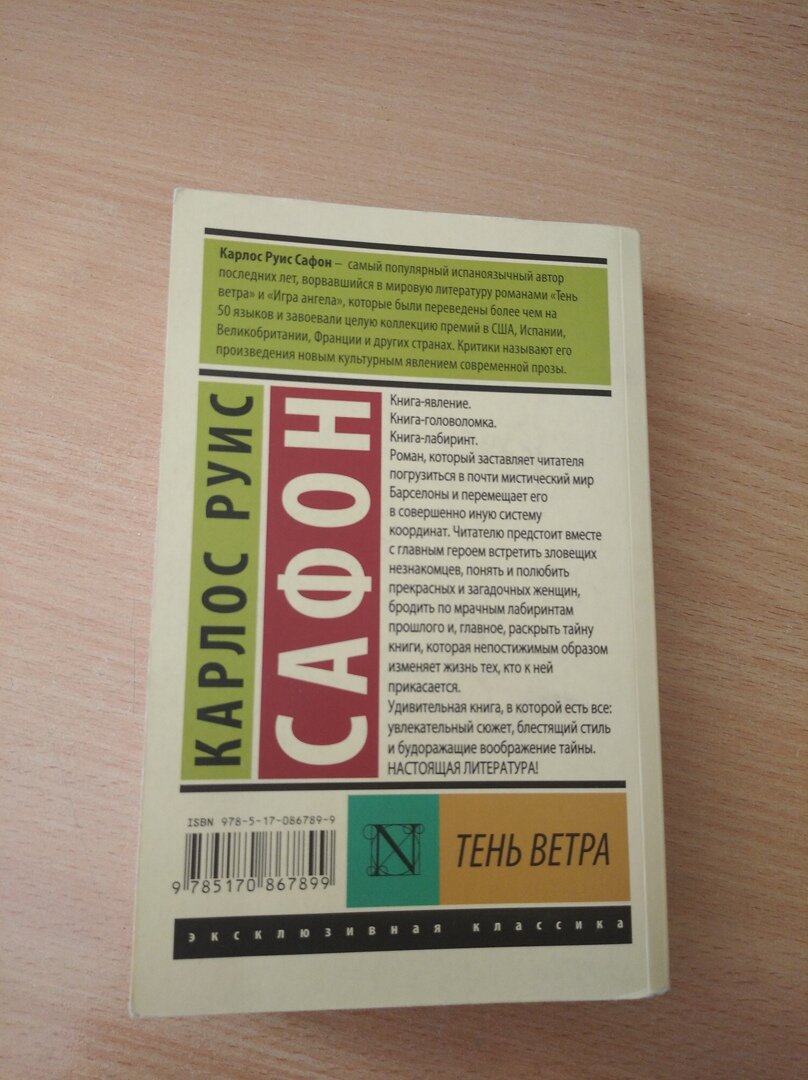 Карлос Руис Сафон – самый популярный испаноязычный автор
последних лет, ворвавшийся в мировую литературу романами «Тень
ветра» и «Игра ангела», которые были переведены более чем на
50 языков и завоевали целую коллекцию премий в США, Испании,
Великобритании, Франции и других странах. Критики называют его
произведения новым культурным явлением современной прозы.
КАРЛОС РУИС
САФОН
Книга-явление.
Книга-головоломка.
Книга-лабиринт.
Роман, который заставляет читателя
погрузиться в почти мистический мир
Барселоны и перемещает его
в совершенно иную систему
координат. Читателю предстоит вместе
с главным героем встретить зловещих
незнакомцев, понять и полюбить
прекрасных и загадочных женщин,
бродить по мрачным лабиринтам
прошлого и, главное, раскрыть тайну
книги, которая непостижимым образом
изменяет жизнь тех, кто к ней
прикасается.
Удивительная книга, в которой есть все:
увлекательный сюжет, блестящий стиль
и будоражащие воображение тайны.
НАСТОЯЩАЯ ЛИТЕРАТУРА!
ISBN 978-5-17-086789-9
9 785170 867899
N
ТЕНЬ ВЕТРА
эксклюзивная классика